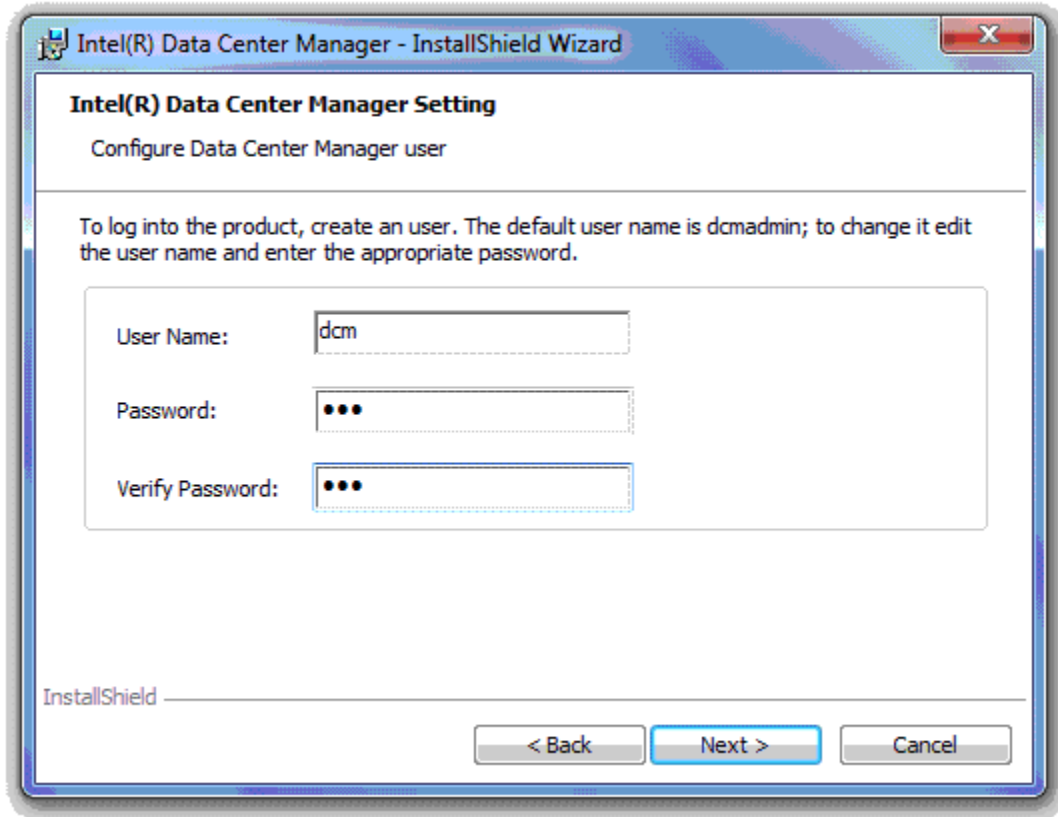 Intel(R) Data Center Manager - InstallShield Wizard
Intel(R) Data Center Manager Setting
Configure Data Center Manager user
To log into the product, create an user. The default user name is dcmadmin; to change it edit
the user name and enter the appropriate password.
User Name: dcm
Password: •••
Verify Password: •••
InstallShield
< Back Next > Cancel